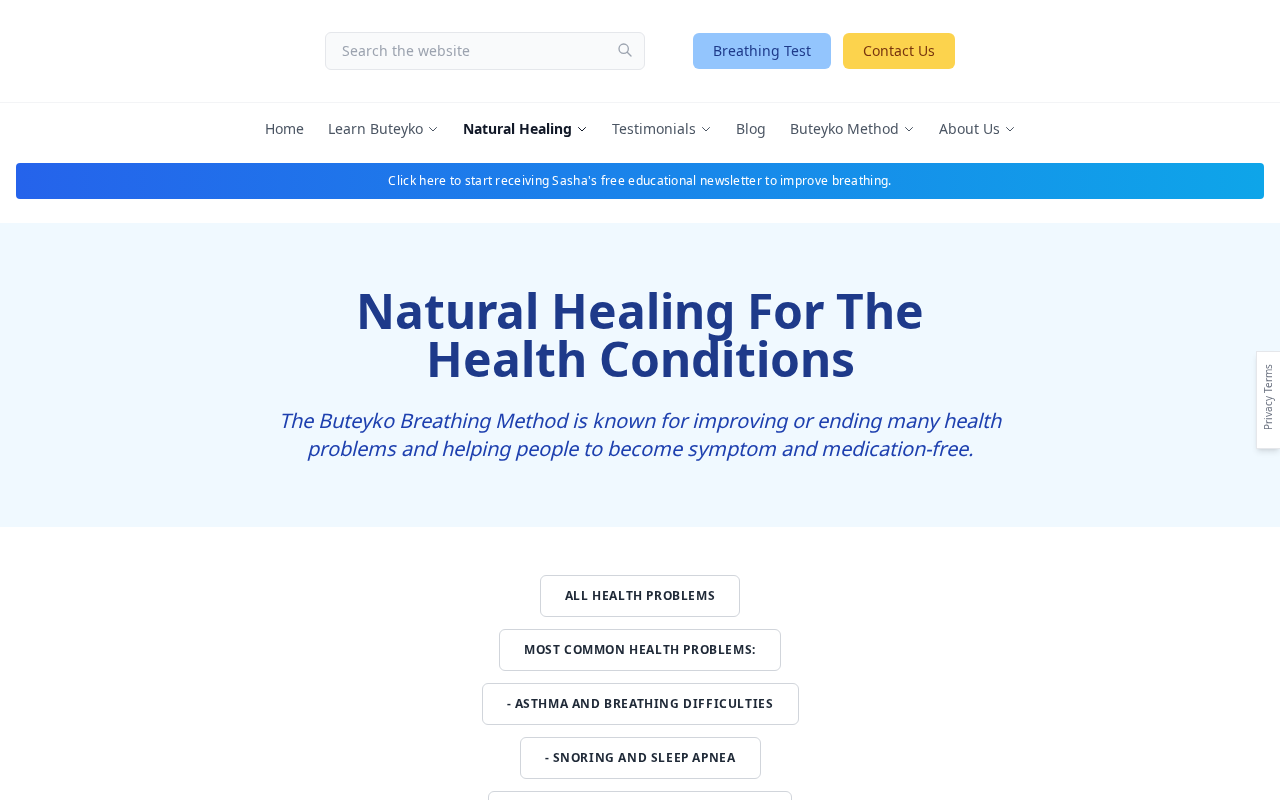 Search the website
Breathing Test
Contact Us
Home
Learn Buteyko
Natural Healing
Testimonials
Blog
Buteyko Method
About Us
Click here to start receiving Sasha's free educational newsletter to improve breathing.
Natural Healing For The
Health Conditions
The Buteyko Breathing Method is known for improving or ending many health
problems and helping people to become symptom and medication-free.
Privacy Terms
ALL HEALTH PROBLEMS
MOST COMMON HEALTH PROBLEMS:
- ASTHMA AND BREATHING DIFFICULTIES
- SNORING AND SLEEP APNEA